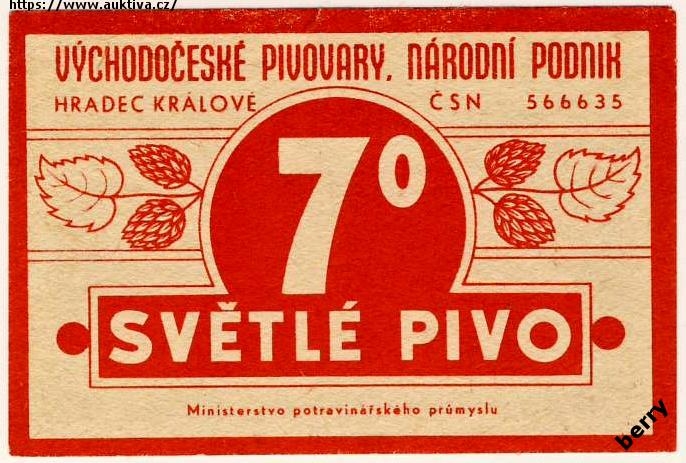 https://www.auktiva.cz/
VÝCHODOČESKÉ PIVOVARY, NÁRODNÍ PODNIK
HRADEC KRÁLOVÉ ČSN 566635
7°
SVĚTLÉ PIVO
Ministerstvo potravinářského průmyslu
berry